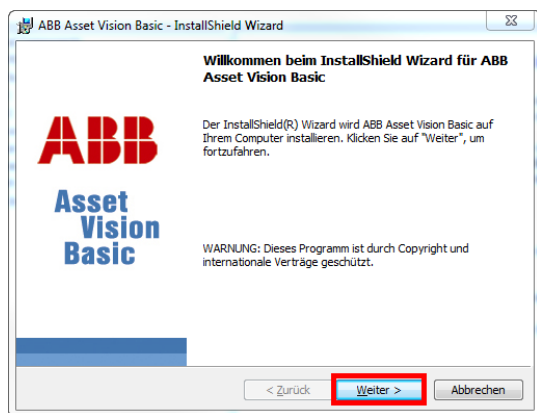 ABB Asset Vision Basic - InstallShield Wizard
Willkommen beim InstallShield Wizard für ABB
Asset Vision Basic
ABB
Der InstallShield(R) Wizard wird ABB Asset Vision Basic auf
Ihrem Computer installieren. Klicken Sie auf "Weiter", um
fortzufahren.
Asset
Vision
Basic
WARNUNG: Dieses Programm ist durch Copyright und
internationale Verträge geschützt.
< Zurück
Weiter >
Abbrechen